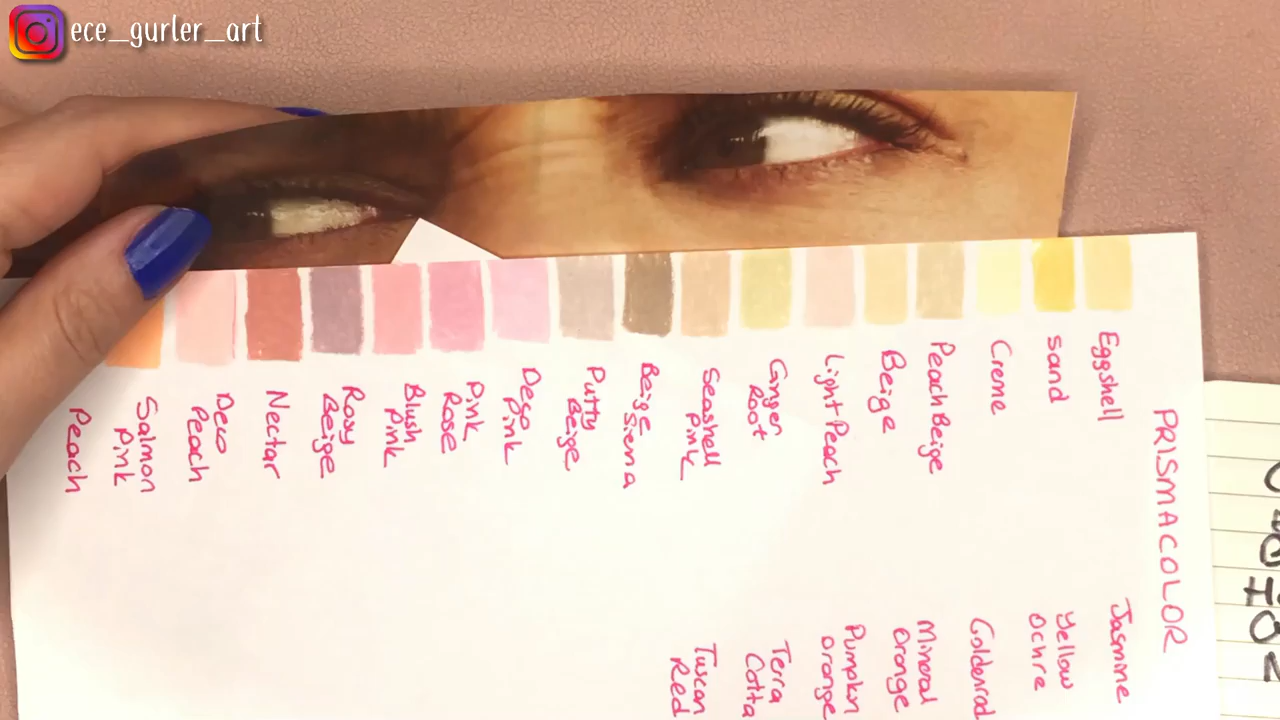 ece_gurler_art
PRISMACOLOR
Eggshell
sand
Creme
Peach Beige
Beige
Light Peach
Ginger
Root
Seashell
Pink
Beige
Sienna
Putty
Beige
Deco
Pink
Pink
Rose
Blush
Pink
Rosy
Beige
Nectar
Deco
Peach
Salmon
Pink
Peach
Jasmine
Yellow
Ochre
Goldenrod
Mineral
Orange
Pumpkin
Orange
Terra
Cotta
Tuscan
Red